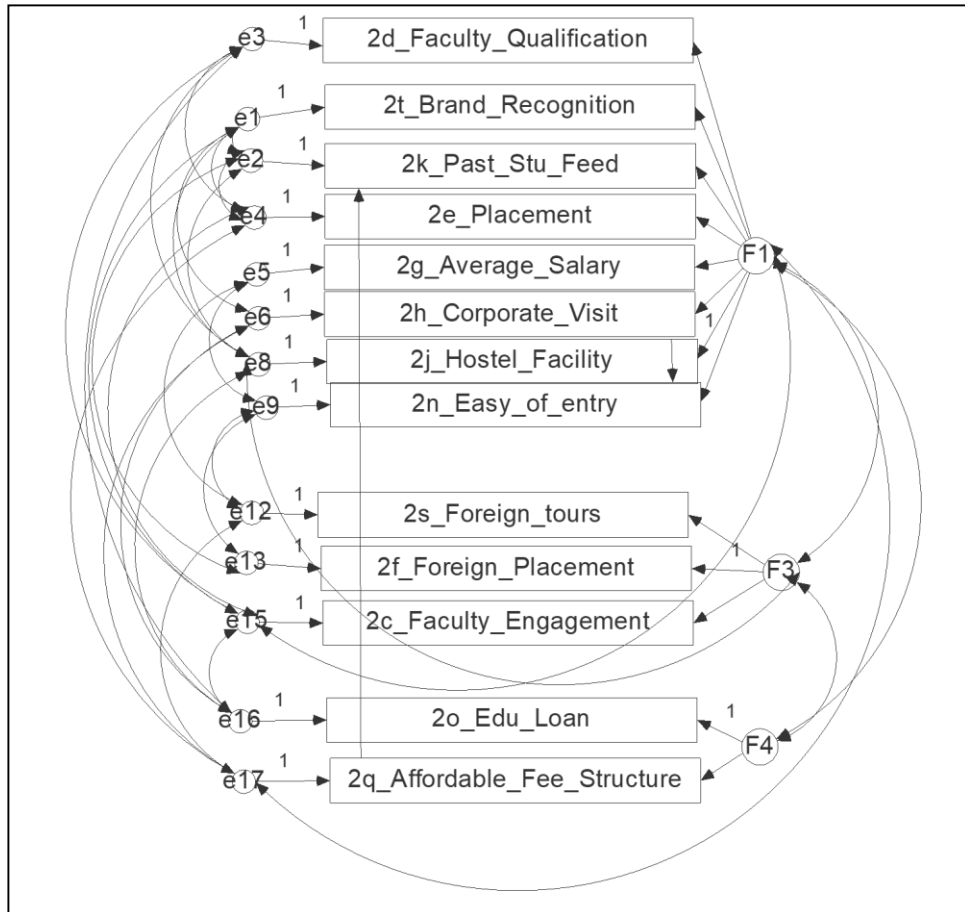 e3 1 2d_Faculty_Qualification
e1 1 2t_Brand_Recognition
e2 1 2k_Past_Stu_Feed
e4 1 2e_Placement
e5 1 2g_Average_Salary F1
e6 1 2h_Corporate_Visit
e8 1 2j_Hostel_Facility 1
e9 1 2n_Easy_of_entry
e12 1 2s_Foreign_tours
e13 1 2f_Foreign_Placement 1 F3
e15 1 2c_Faculty_Engagement
e16 1 2o_Edu_Loan 1 F4
e17 1 2q_Affordable_Fee_Structure